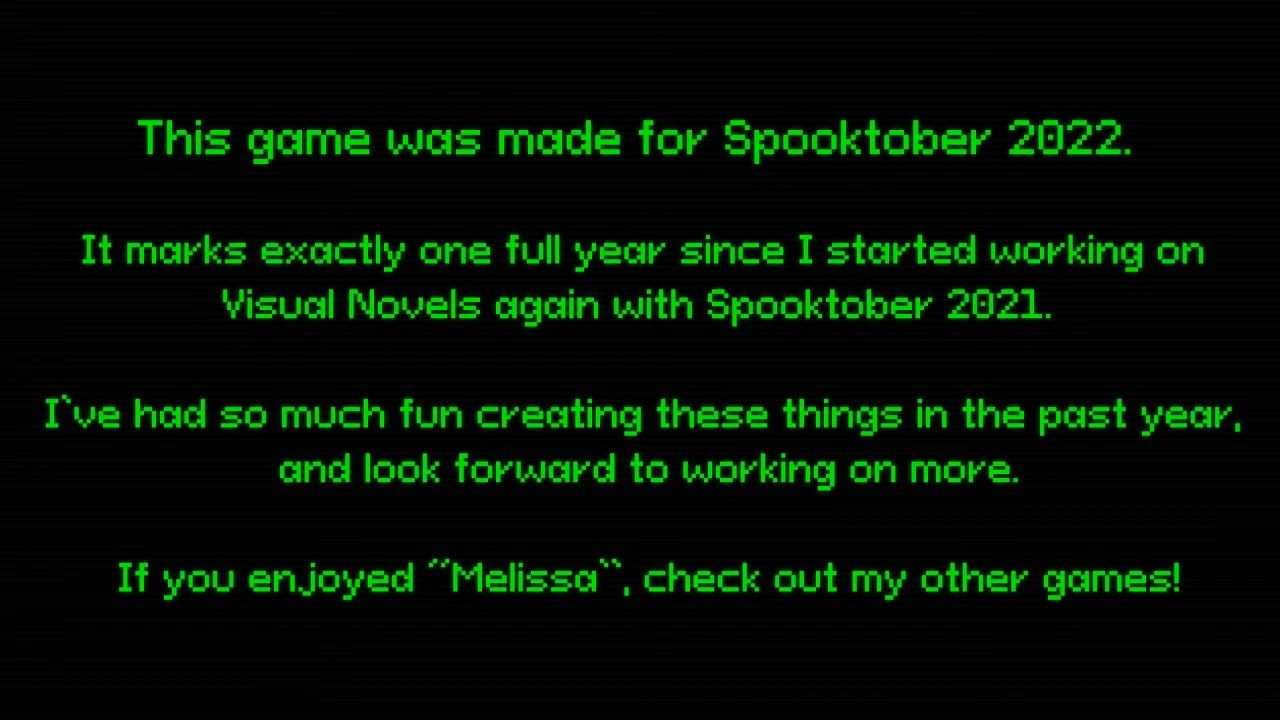 This game was made for Spooktober 2022.
It marks exactly one full year since I started working on
Visual Novels again with Spooktober 2021.
I`ve had so much fun creating these things in the past year,
and look forward to working on more.
If you enjoyed ´´Melissa``, check out my other games!